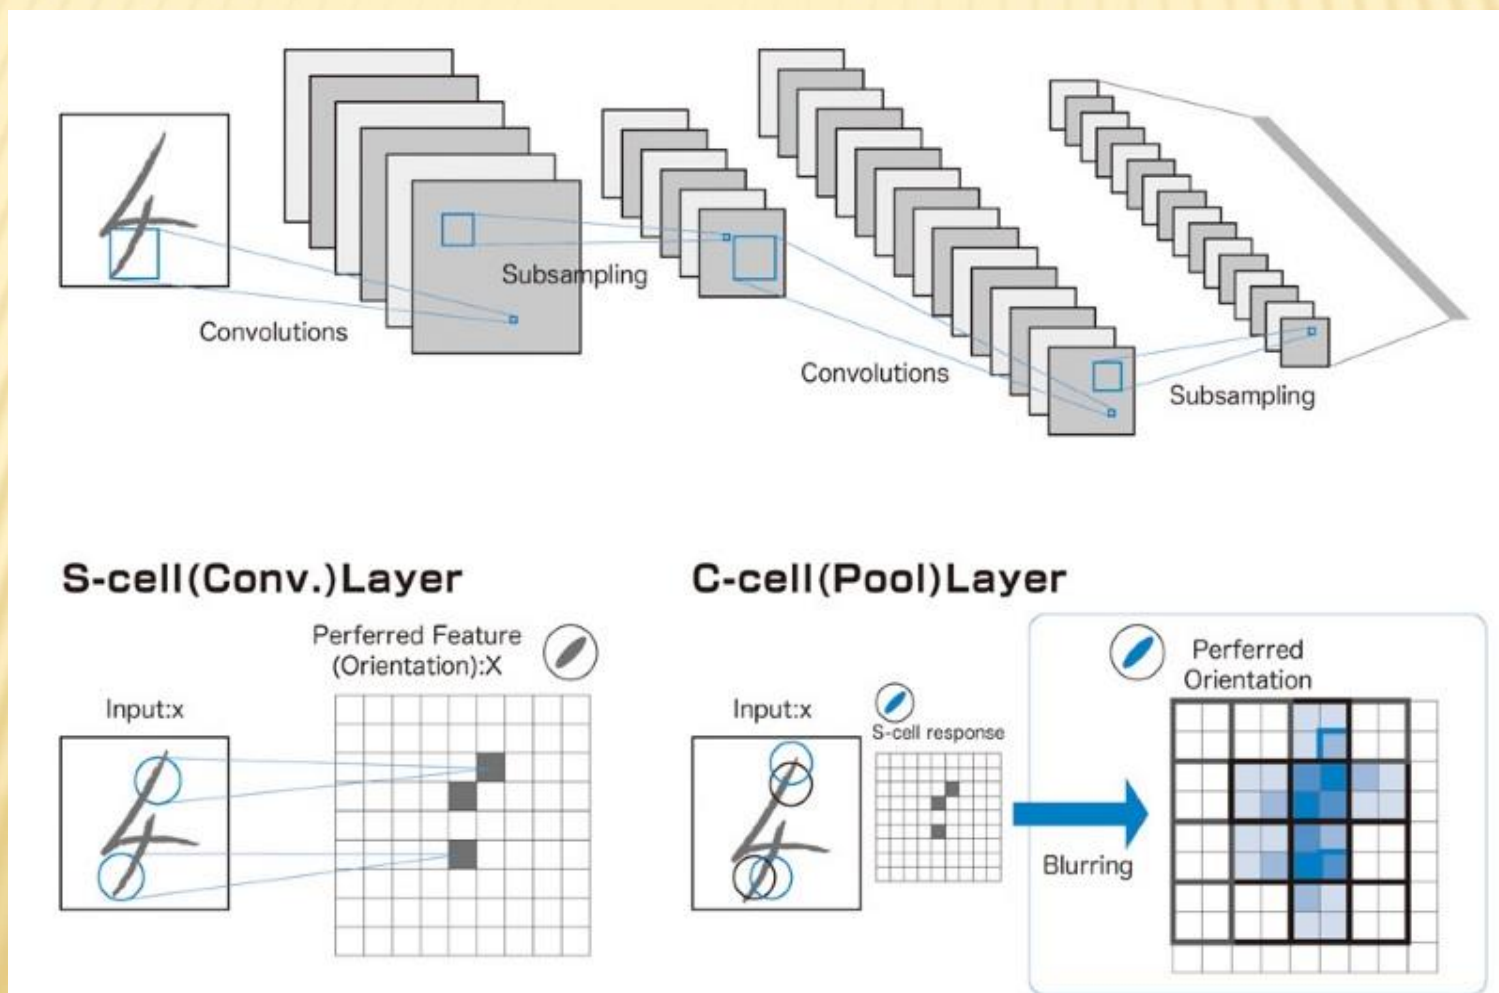 Convolutions
Subsampling
Convolutions
Subsampling
S-cell(Conv.)Layer
Perferred Feature
(Orientation):X
Input:x
C-cell(Pool)Layer
Input:x
S-cell response
Blurring
Perferred
Orientation